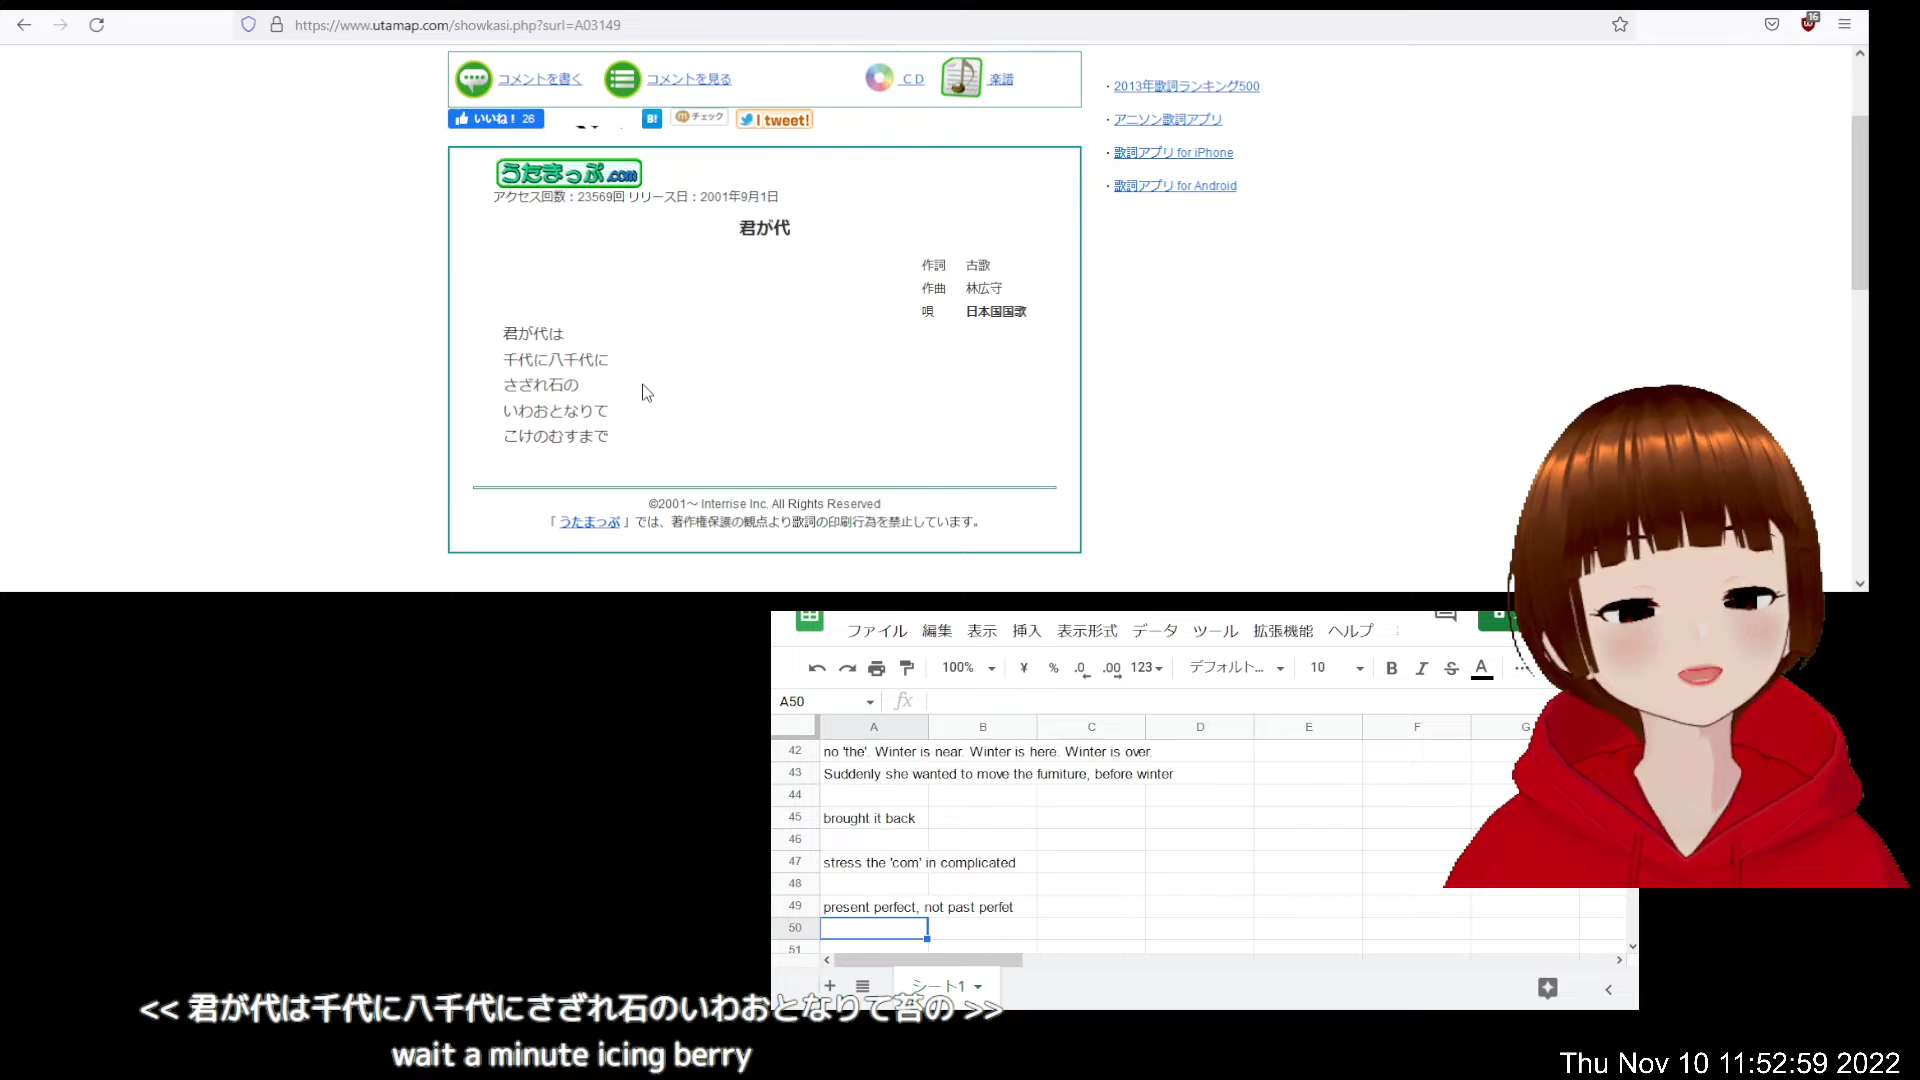 https://www.utamap.com/showkasi.php?surl=A03149
16
コメントを書く
コメントを見る
CD
楽譜
いいね！ 26
B!
チェック
I tweet!
・2013年歌詞ランキング500
・アニソン歌詞アプリ
・歌詞アプリ for iPhone
・歌詞アプリ for Android
うたまっぷ.com
アクセス回数：23569回 リリース日：2001年9月1日
君が代
作詞 古歌
作曲 林広守
唄 日本国国歌
君が代は
千代に八千代に
さざれ石の
いわおとなりて
こけのむすまで
©2001～ Interrise Inc. All Rights Reserved
「うたまっぷ」では、著作権保護の観点より歌詞の印刷行為を禁止しています。
ファイル 編集 表示 挿入 表示形式 データ ツール 拡張機能 ヘルプ
100% ¥ % .0 .00 123 デフォルト... 10 B I S A
A50 fx
A B C D E F G
42 no 'the'. Winter is near. Winter is here. Winter is over.
43 Suddenly she wanted to move the furniture, before winter
44
45 brought it back
46
47 stress the 'com' in complicated
48
49 present perfect, not past perfet
50
51
シート1
<< 君が代は千代に八千代にさざれ石のいわおとなりて苔の >>
wait a minute icing berry
Thu Nov 10 11:52:59 2022